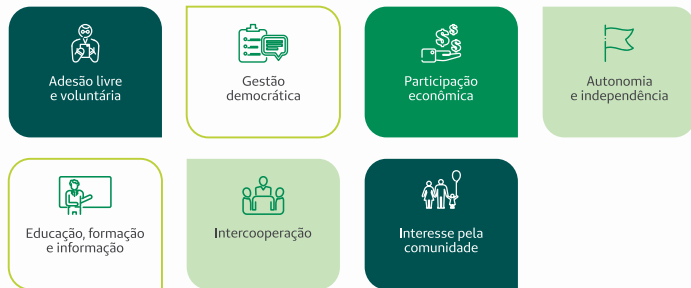 Adesão livre
e voluntária
Gestão
democrática
Participação
econômica
Autonomia
e independência
Educação, formação
e informação
Intercooperação
Interesse pela
comunidade